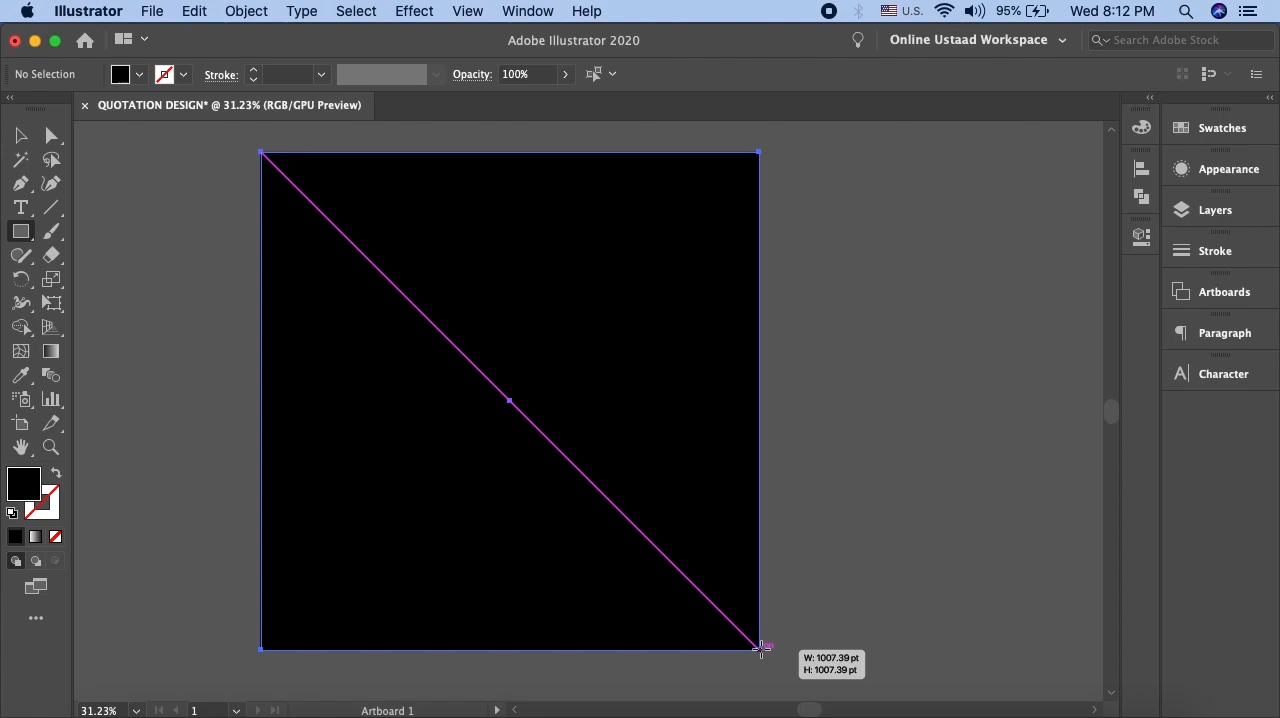 Illustrator File Edit Object Type Select Effect View Window Help U.S. 95% Wed 8:12 PM
Adobe Illustrator 2020 Online Ustaad Workspace Search Adobe Stock
No Selection Stroke: Opacity: 100%
× QUOTATION DESIGN* @ 31.23% (RGB/GPU Preview)
Swatches
Appearance
Layers
Stroke
Artboards
Paragraph
Character
W: 1007.39 pt
H: 1007.39 pt
31.23% 1 Artboard 1